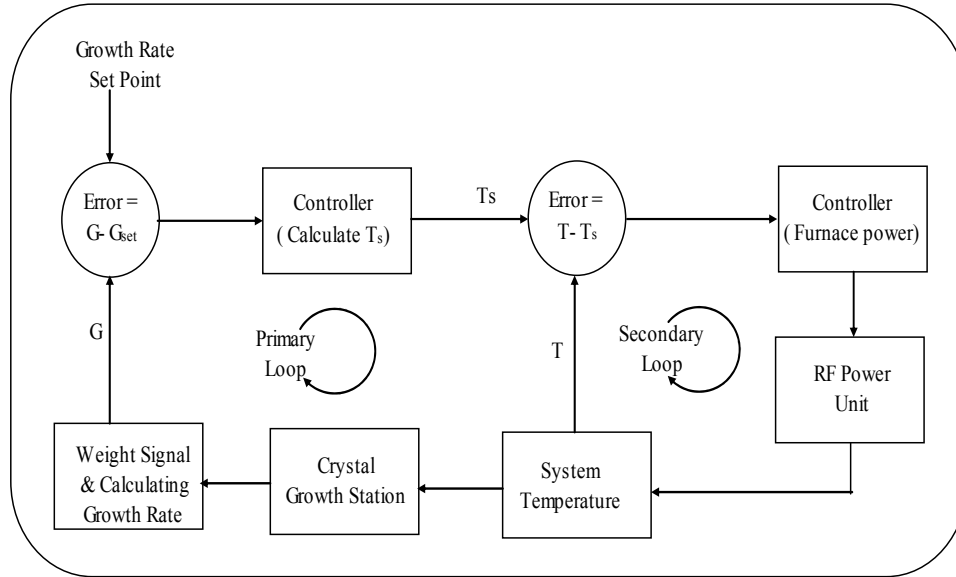 Growth Rate
Set Point
Error =
G- Gset
Controller
( Calculate Ts)
Ts
Error =
T- Ts
Controller
( Furnace power)
G
Primary
Loop
T
Secondary
Loop
RF Power
Unit
Weight Signal
& Calculating
Growth Rate
Crystal
Growth Station
System
Temperature